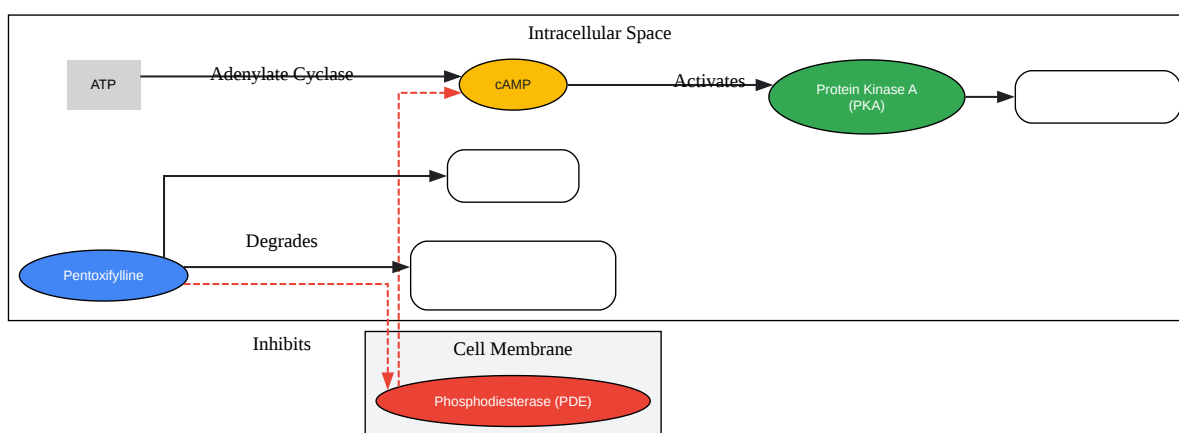 Intracellular Space
ATP
Adenylate Cyclase
cAMP
Activates
Protein Kinase A
(PKA)
Degrades
Pentoxifylline
Inhibits
Cell Membrane
Phosphodiesterase (PDE)